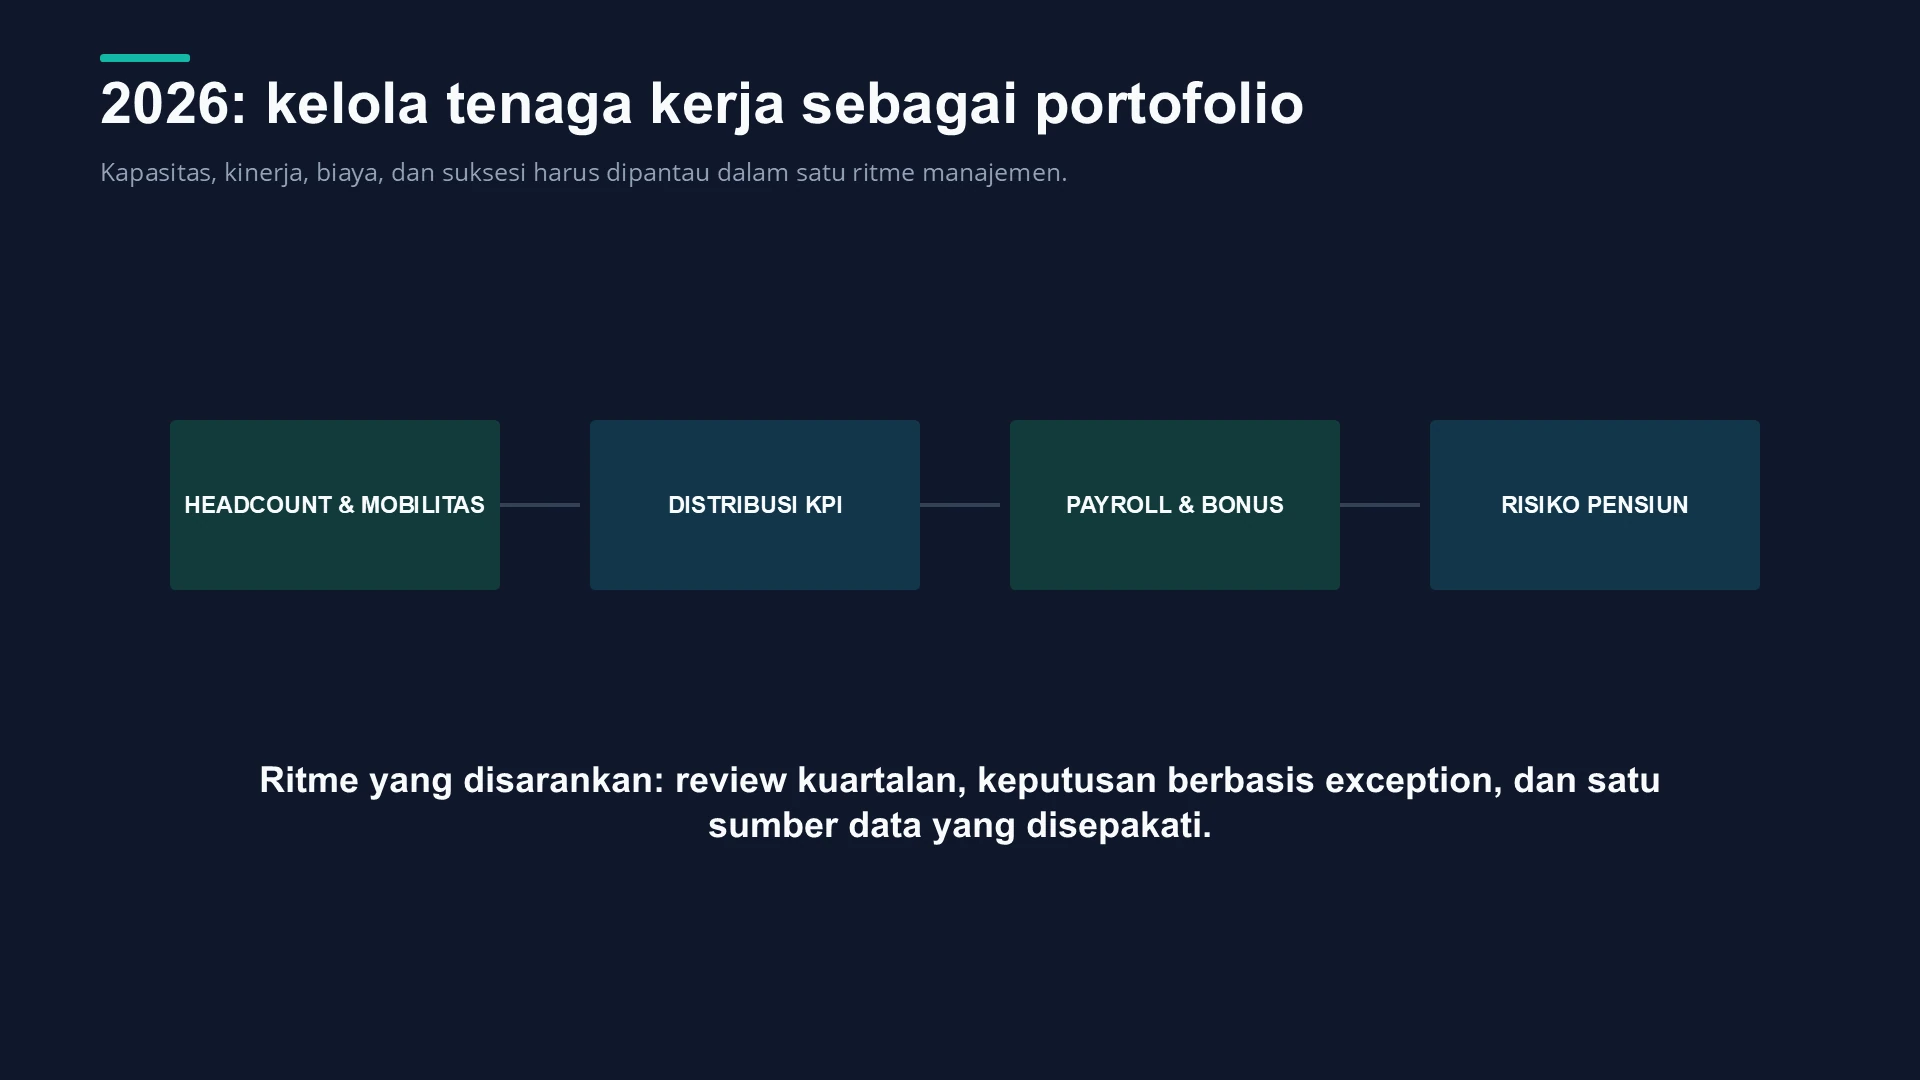 2026: kelola tenaga kerja sebagai portofolio
Kapasitas, kinerja, biaya, dan suksesi harus dipantau dalam satu ritme manajemen.
HEADCOUNT & MOBILITAS
DISTRIBUSI KPI
PAYROLL & BONUS
RISIKO PENSIUN
Ritme yang disarankan: review kuartalan, keputusan berbasis exception, dan satu
sumber data yang disepakati.